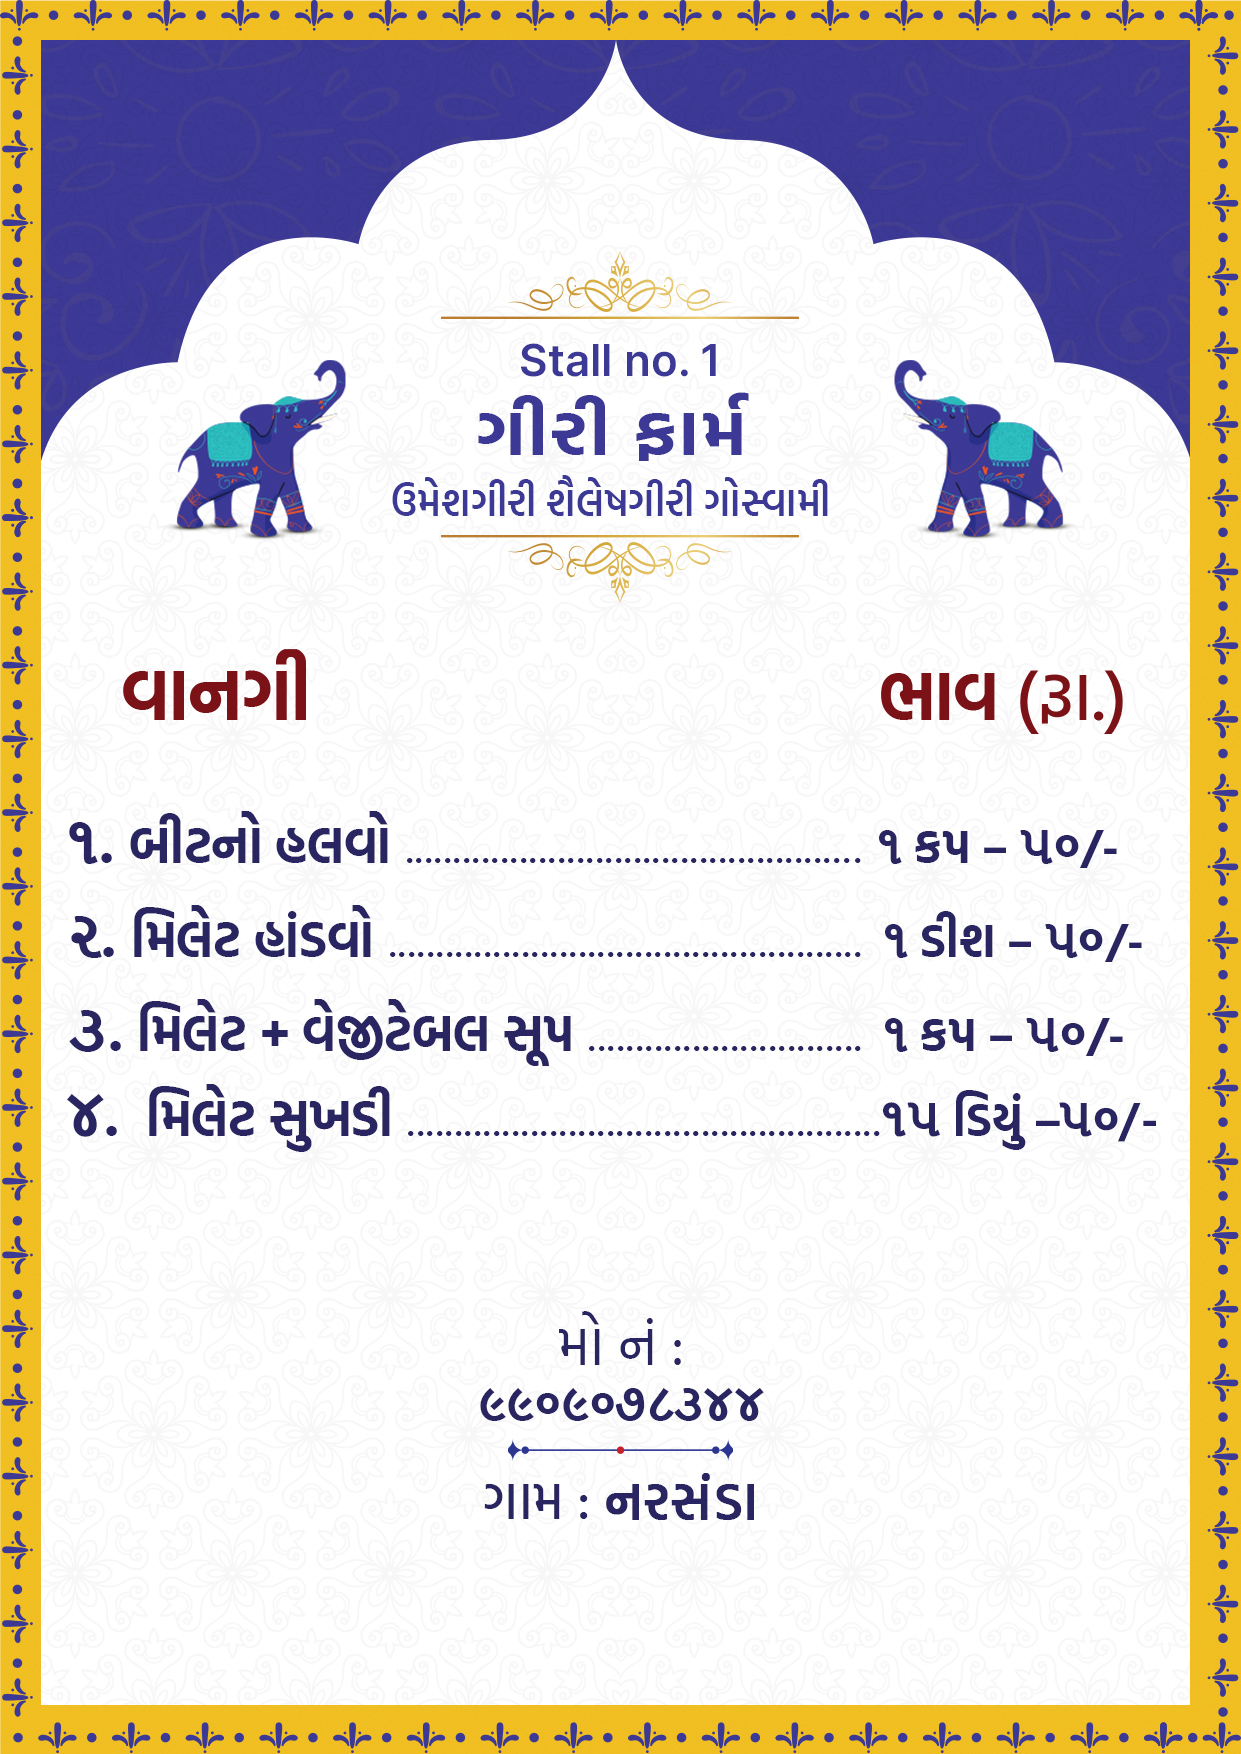 Stall no. 1
ગીરી ફાર્મ
ઉમેશગીરી શૈલેષગીરી ગોસ્વામી
વાનગી ભાવ (રૂા.)
૧. બીટનો હલવો ................................................ ૧ કપ – ૫૦/-
૨. મિલેટ હાંડવો .................................................. ૧ ડીશ – ૫૦/-
૩. મિલેટ + વેજીટેબલ સૂપ ............................. ૧ કપ – ૫૦/-
૪. મિલેટ સુખડી ..................................................૧૫ ડિયું –૫૦/-
મો નં :
૯૯૦૯૦૭૮૩૪૪
ગામ : નરસંડા